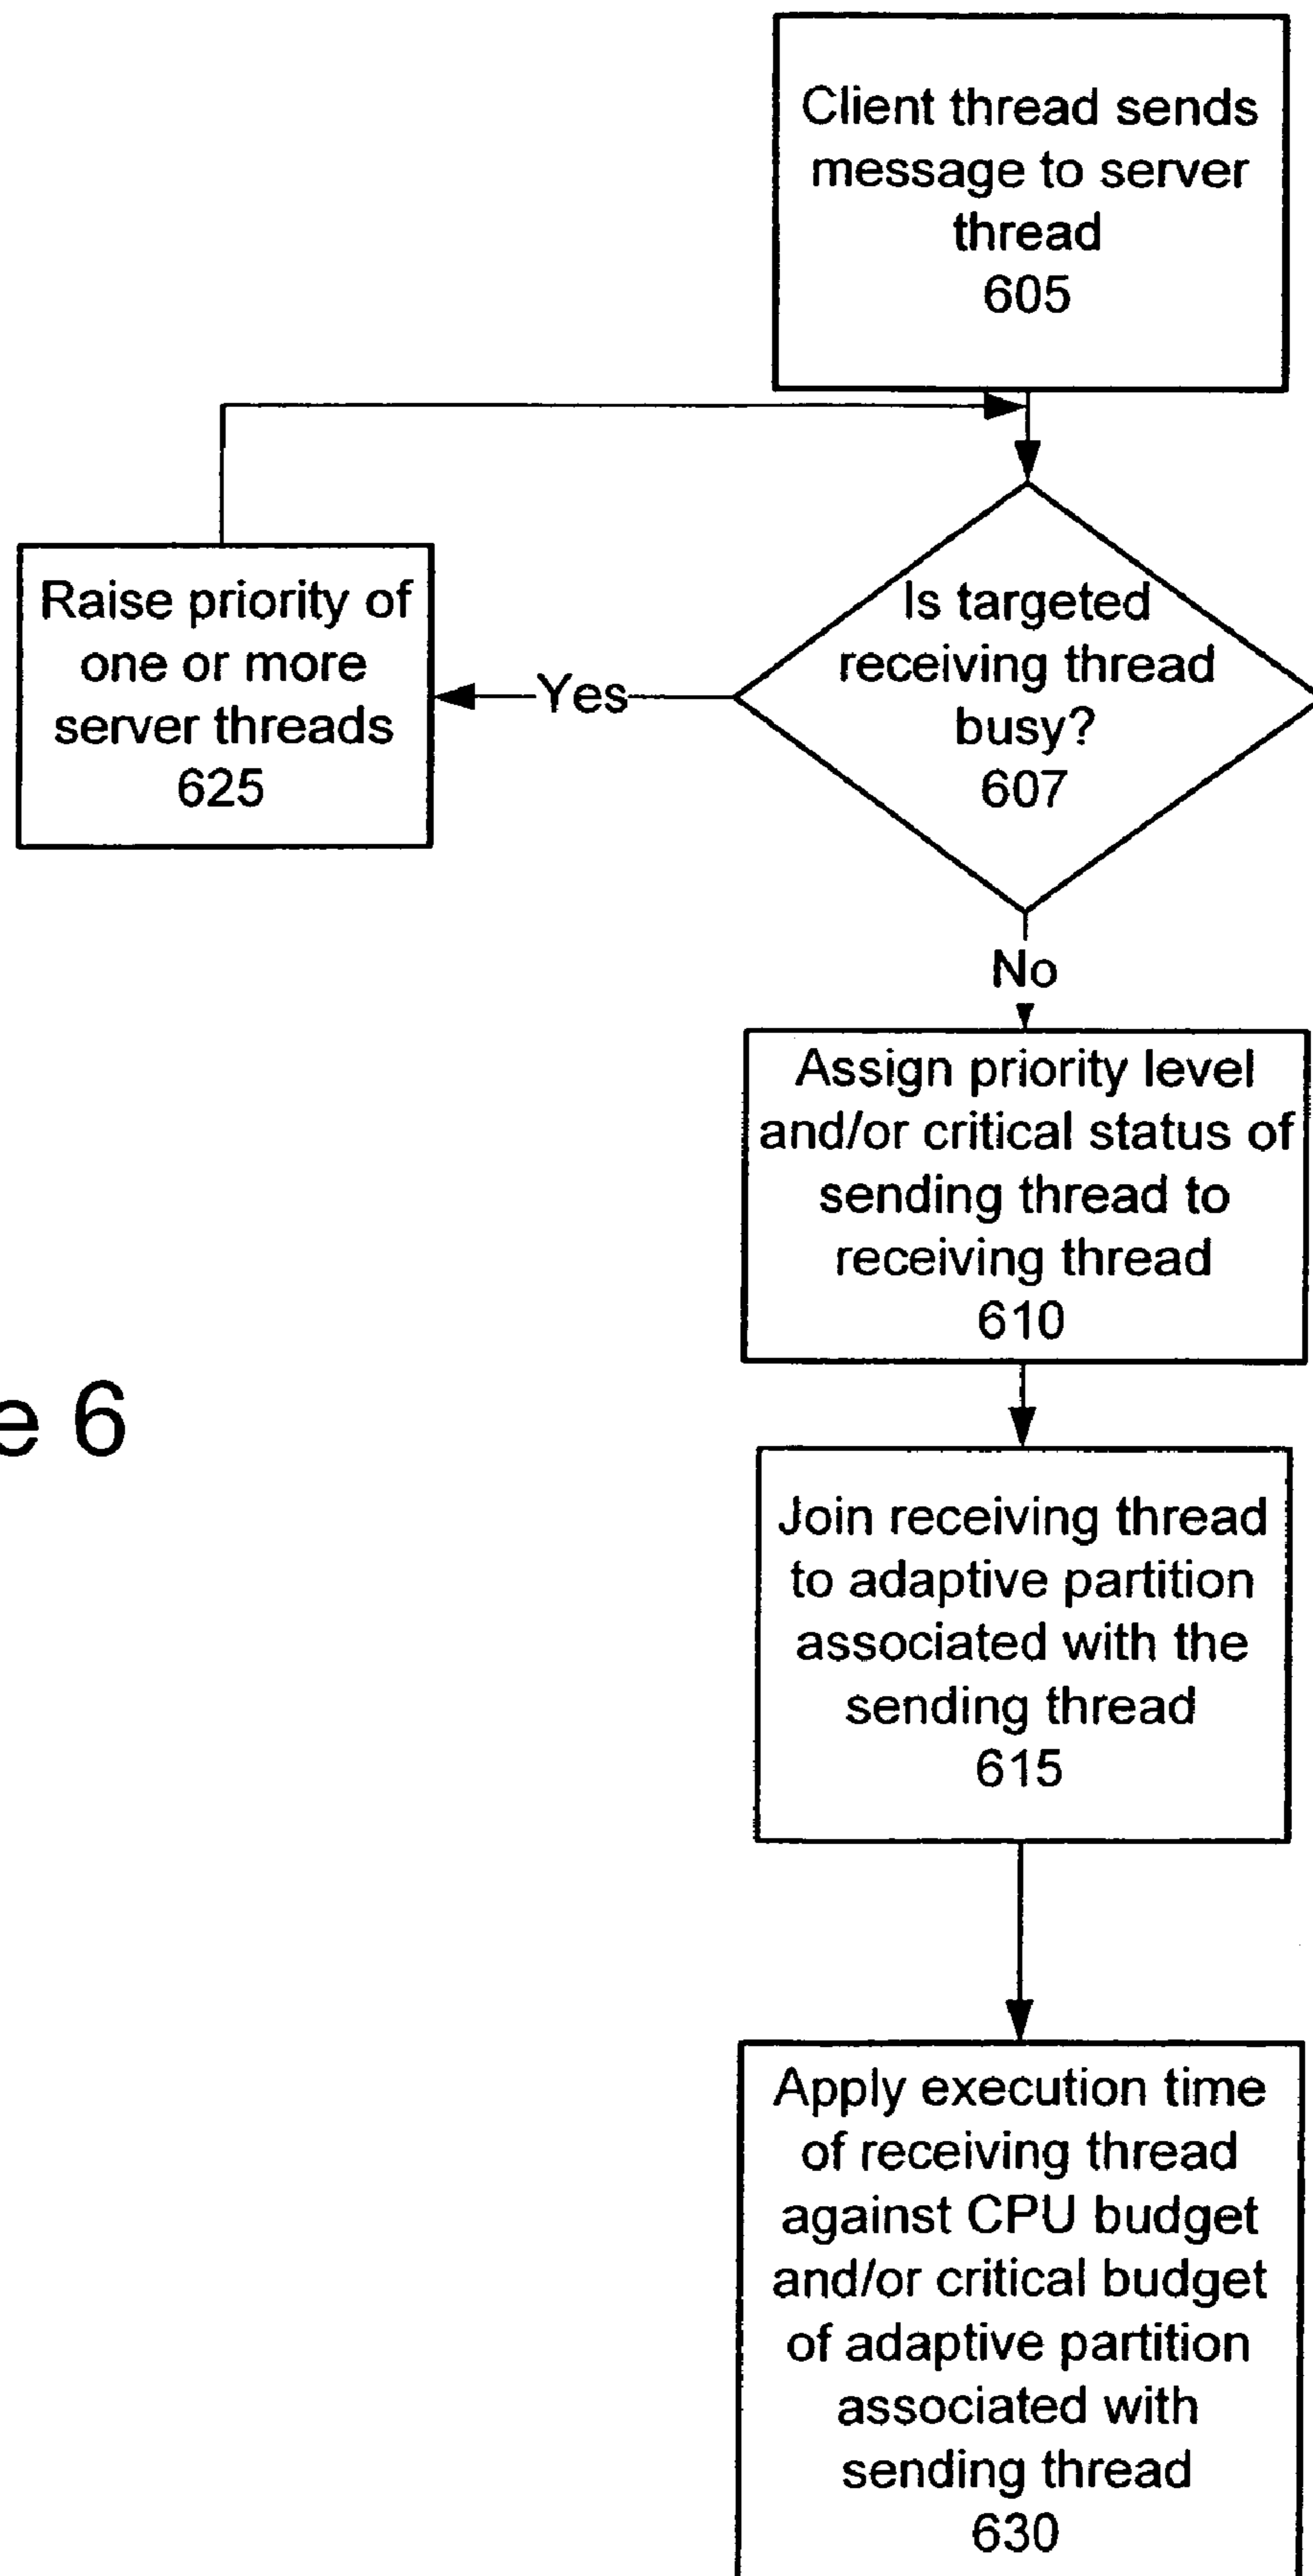 Client thread sends
message to server
thread
605
Is targeted
receiving thread
busy?
607
Yes
Raise priority of
one or more
server threads
625
No
Assign priority level
and/or critical status of
sending thread to
receiving thread
610
e 6
Join receiving thread
to adaptive partition
associated with the
sending thread
615
Apply execution time
of receiving thread
against CPU budget
and/or critical budget
of adaptive partition
associated with
sending thread
630